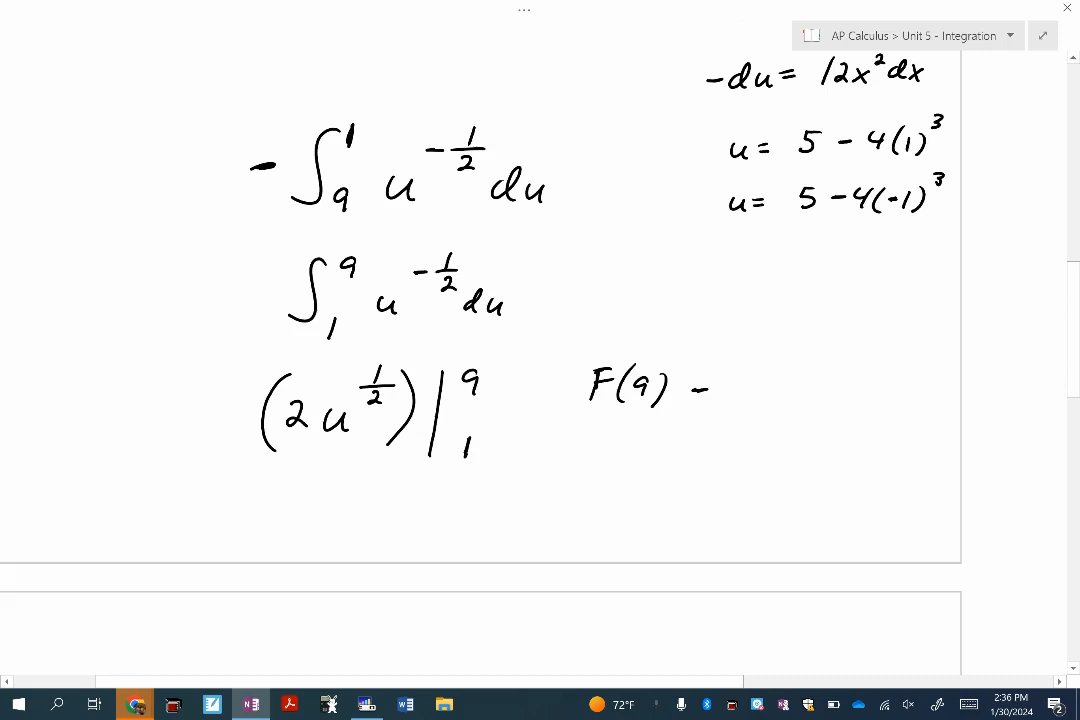 AP Calculus > Unit 5 - Integration
-du = 12x²dx
u = 5 - 4(1)³
u = 5 - 4(-1)³
- ∫₉¹ u^(-1/2) du
∫₁⁹ u^(-1/2) du
(2u^(1/2)) |₁⁹ F(9) -
72°F
2:36 PM
1/30/2024
2